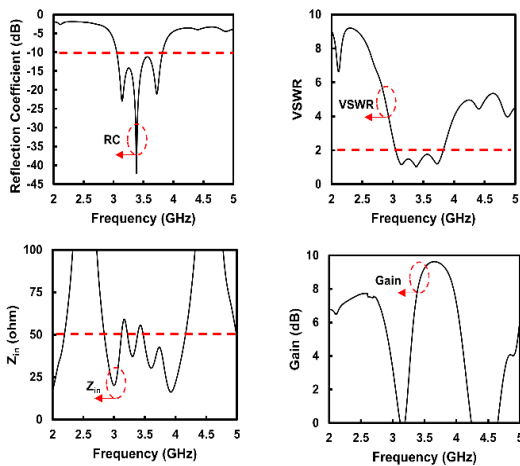 Reflection Coefficient (dB)
0
-5
-10
-15
-20
-25
-30
-35
-40
-45
RC
2 2.5 3 3.5 4 4.5 5
Frequency (GHz)
VSWR
10
8
6
4
2
0
VSWR
2 2.5 3 3.5 4 4.5 5
Frequency (GHz)
Zin (ohm)
100
75
50
25
0
Zin
2 2.5 3 3.5 4 4.5 5
Frequency (GHz)
Gain (dB)
10
8
6
4
2
0
Gain
2 2.5 3 3.5 4 4.5 5
Frequency (GHz)